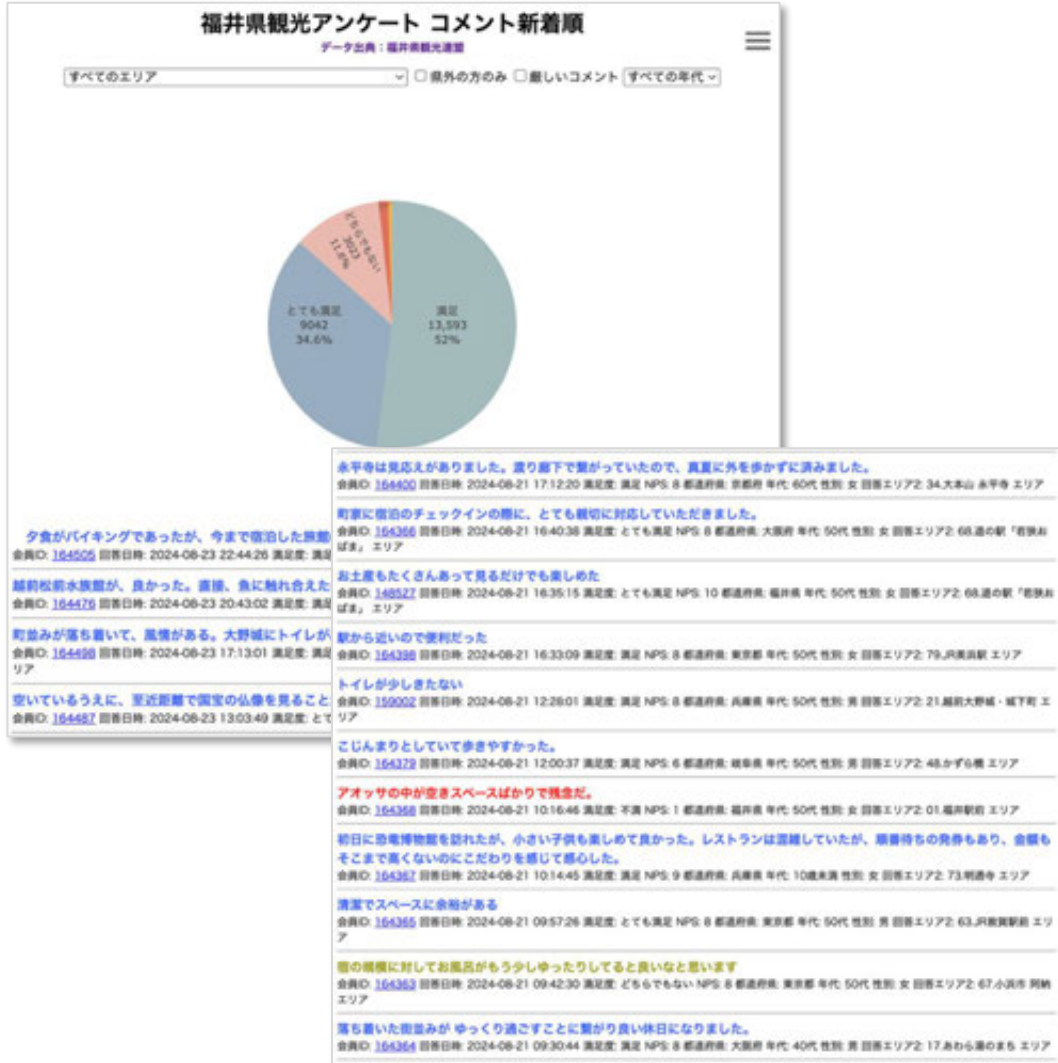 福井県観光アンケート コメント新着順
データ出典：福井県観光連盟
すべてのエリア
県外の方のみ
厳しいコメント
すべての年代
どちらでもない
3023
11.6%
とても満足
9042
34.6%
満足
13,593
52%
夕食がバイキングであったが、今まで宿泊した旅館
会員ID: 164505 回答日時: 2024-08-23 22:44:26 満足度: 満足
越前松島水族館が、良かった。直接、魚に触れ合えた
会員ID: 164476 回答日時: 2024-08-23 20:43:02 満足度: 満足
町並みが落ち着いて、風情がある。大野城にトイレが
会員ID: 164498 回答日時: 2024-08-23 17:13:01 満足度: 満足
リア
空いているうえに、至近距離で国宝の仏像を見ること
会員ID: 164487 回答日時: 2024-08-23 13:03:49 満足度: とて
永平寺は見応えがありました。渡り廊下で繋がっていたので、真夏に外を歩かずに済みました。
会員ID: 164400 回答日時: 2024-08-21 17:12:20 満足度: 満足 NPS: 8 都道府県: 京都府 年代: 60代 性別: 女 回答エリア2: 34.大本山 永平寺 エリア
町家に宿泊のチェックインの際に、とても親切に対応していただきました。
会員ID: 164366 回答日時: 2024-08-21 16:40:38 満足度: とても満足 NPS: 8 都道府県: 大阪府 年代: 50代 性別: 女 回答エリア2: 68.道の駅「若狭お
ばま」 エリア
お土産もたくさんあって見るだけでも楽しめた
会員ID: 148527 回答日時: 2024-08-21 16:35:15 満足度: とても満足 NPS: 10 都道府県: 福井県 年代: 50代 性別: 女 回答エリア2: 68.道の駅「若狭お
ばま」 エリア
駅から近いので便利だった
会員ID: 164398 回答日時: 2024-08-21 16:33:09 満足度: 満足 NPS: 8 都道府県: 東京都 年代: 50代 性別: 女 回答エリア2: 79.JR美浜駅 エリア
トイレが少しきたない
会員ID: 159002 回答日時: 2024-08-21 12:28:01 満足度: 満足 NPS: 8 都道府県: 兵庫県 年代: 50代 性別: 男 回答エリア2: 21.越前大野城・城下町 エ
リア
こじんまりとしていて歩きやすかった。
会員ID: 164379 回答日時: 2024-08-21 12:00:37 満足度: 満足 NPS: 6 都道府県: 岐阜県 年代: 50代 性別: 男 回答エリア2: 48.かずら橋 エリア
アオッサの中が空きスペースばかりで残念だ。
会員ID: 164368 回答日時: 2024-08-21 10:16:46 満足度: 不満 NPS: 1 都道府県: 福井県 年代: 50代 性別: 女 回答エリア2: 01.福井駅前 エリア
初日に恐竜博物館を訪れたが、小さい子供も楽しめて良かった。レストランは混雑していたが、順番待ちの発券もあり、金額も
そこまで高くないのにこだわりを感じて感心した。
会員ID: 164367 回答日時: 2024-08-21 10:14:45 満足度: 満足 NPS: 9 都道府県: 兵庫県 年代: 10歳未満 性別: 女 回答エリア2: 73.明通寺 エリア
清潔でスペースに余裕がある
会員ID: 164365 回答日時: 2024-08-21 09:57:26 満足度: とても満足 NPS: 8 都道府県: 東京都 年代: 50代 性別: 男 回答エリア2: 63.JR敦賀駅前 エリ
ア
宿の規模に対してお風呂がもう少しゆったりしてると良いなと思います
会員ID: 164363 回答日時: 2024-08-21 09:42:30 満足度: どちらでもない NPS: 8 都道府県: 東京都 年代: 50代 性別: 女 回答エリア2: 67.小浜市 阿納
エリア
落ち着いた街並みが ゆっくり過ごすことに繋がり良い休日になりました。
会員ID: 164364 回答日時: 2024-08-21 09:30:44 満足度: 満足 NPS: 8 都道府県: 大阪府 年代: 40代 性別: 男 回答エリア2: 17.あわら湯のまち エリア